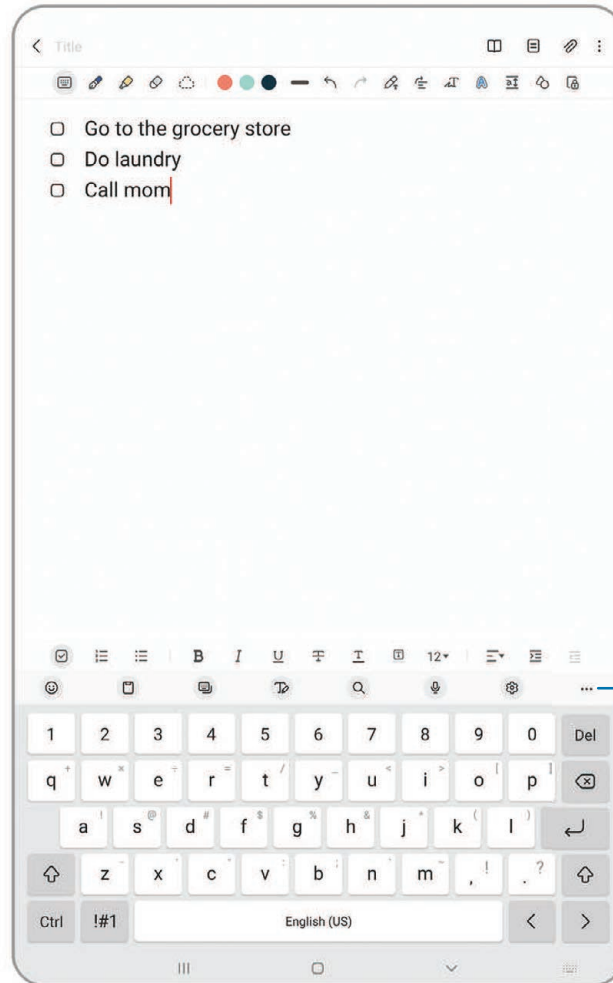 Title
Go to the grocery store
Do laundry
Call mom
B I U T T T 12
1 2 3 4 5 6 7 8 9 0 Del
q + w × e ÷ r = t / y _ u < i > o [ p ]
a ! s @ d # f $ g % h & j * k ( l )
z x c v b n m , ! . ?
Ctrl !#1 English (US) < >